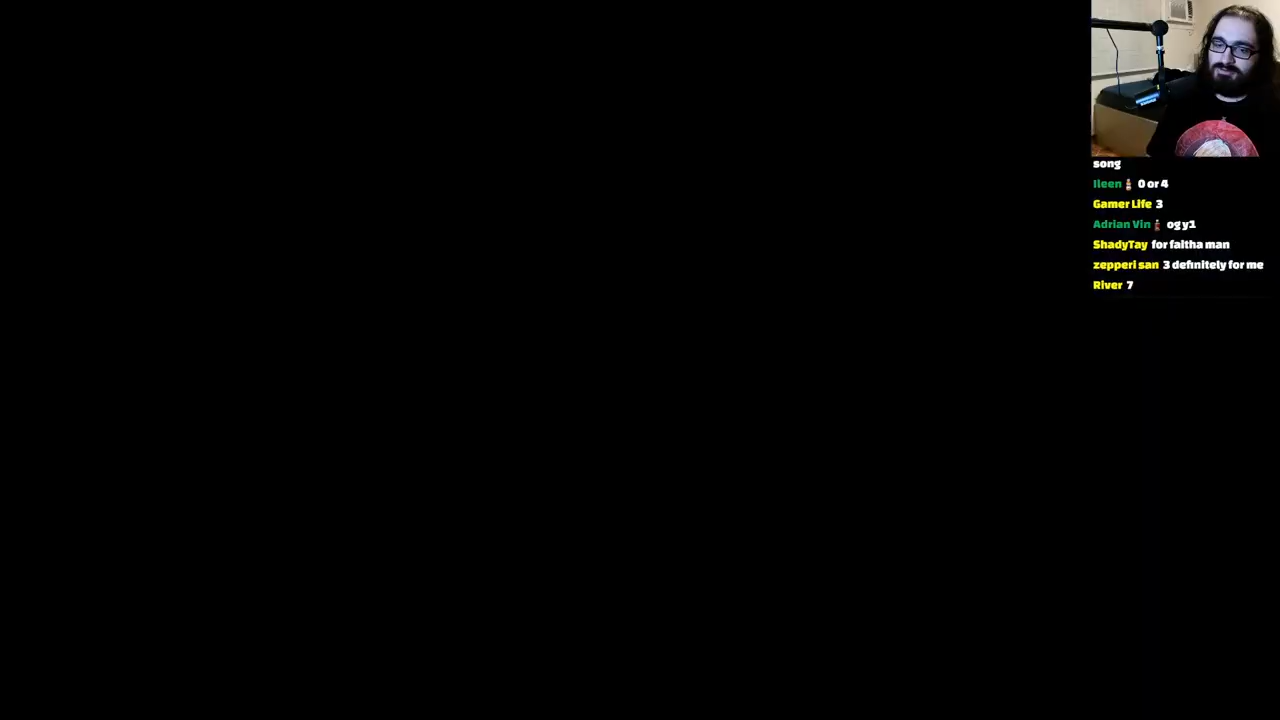 song
Ileen 0 or 4
Gamer Life 3
Adrian Vin og y1
ShadyTay for faitha man
zepperi san 3 definitely for me
River 7